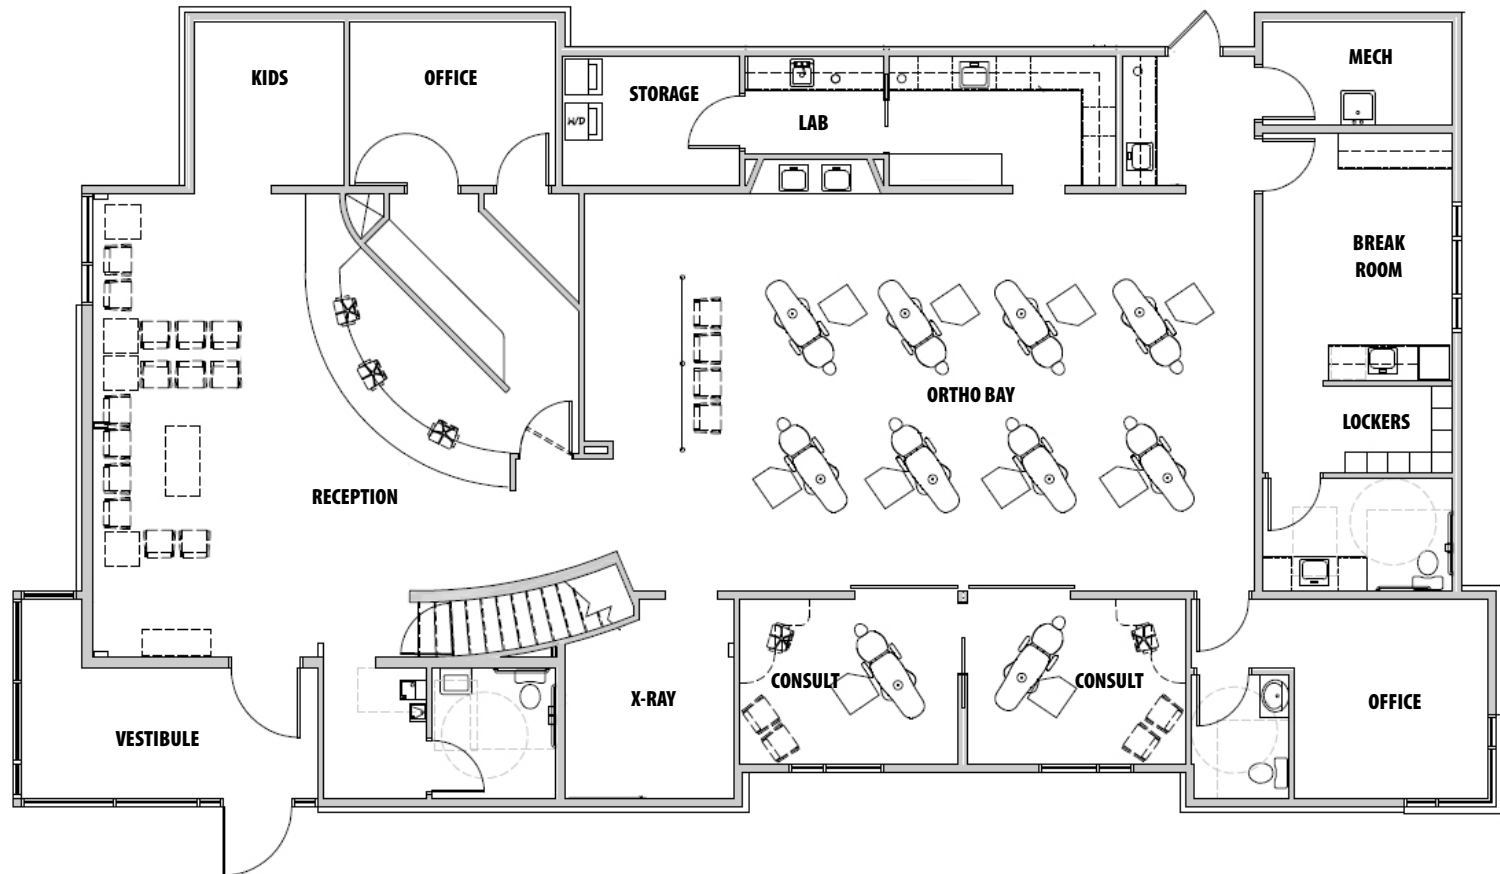 KIDS
OFFICE
STORAGE
W/D
LAB
MECH
BREAK
ROOM
ORTHO BAY
LOCKERS
RECEPTION
CONSULT
CONSULT
X-RAY
OFFICE
VESTIBULE